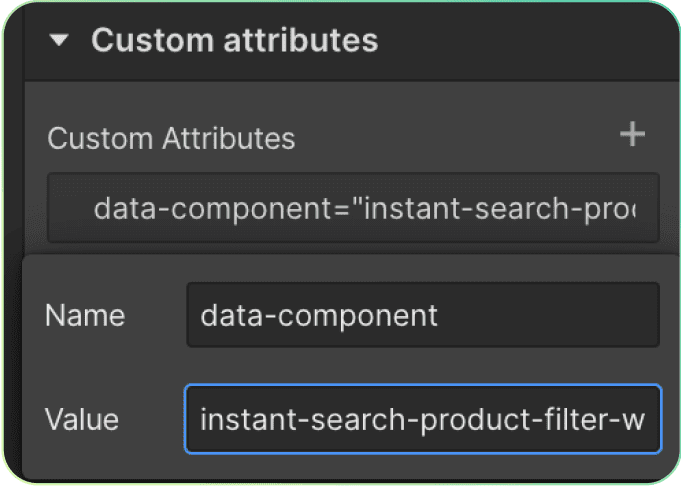 Custom attributes
Custom Attributes
data-component="instant-search-pro
Name
data-component
Value
instant-search-product-filter-w